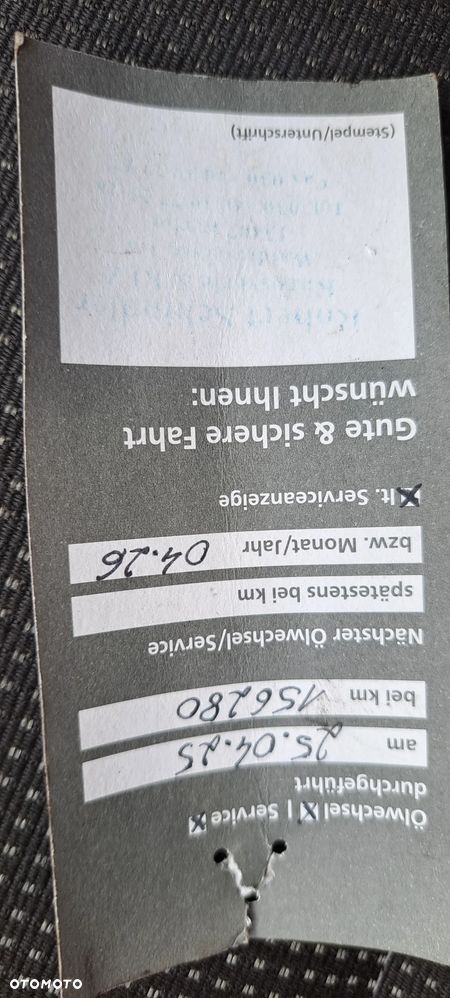 Ölwechsel X | Service X
durchgeführt
am 25.04.25
bei km 156280
Nächster Ölwechsel/Service
spätestens bei km
bzw. Monat/Jahr 04.26
X lt. Serviceanzeige
Gute & sichere Fahrt
wünscht Ihnen:
(Stempel/Unterschrift)
OTOMOTO